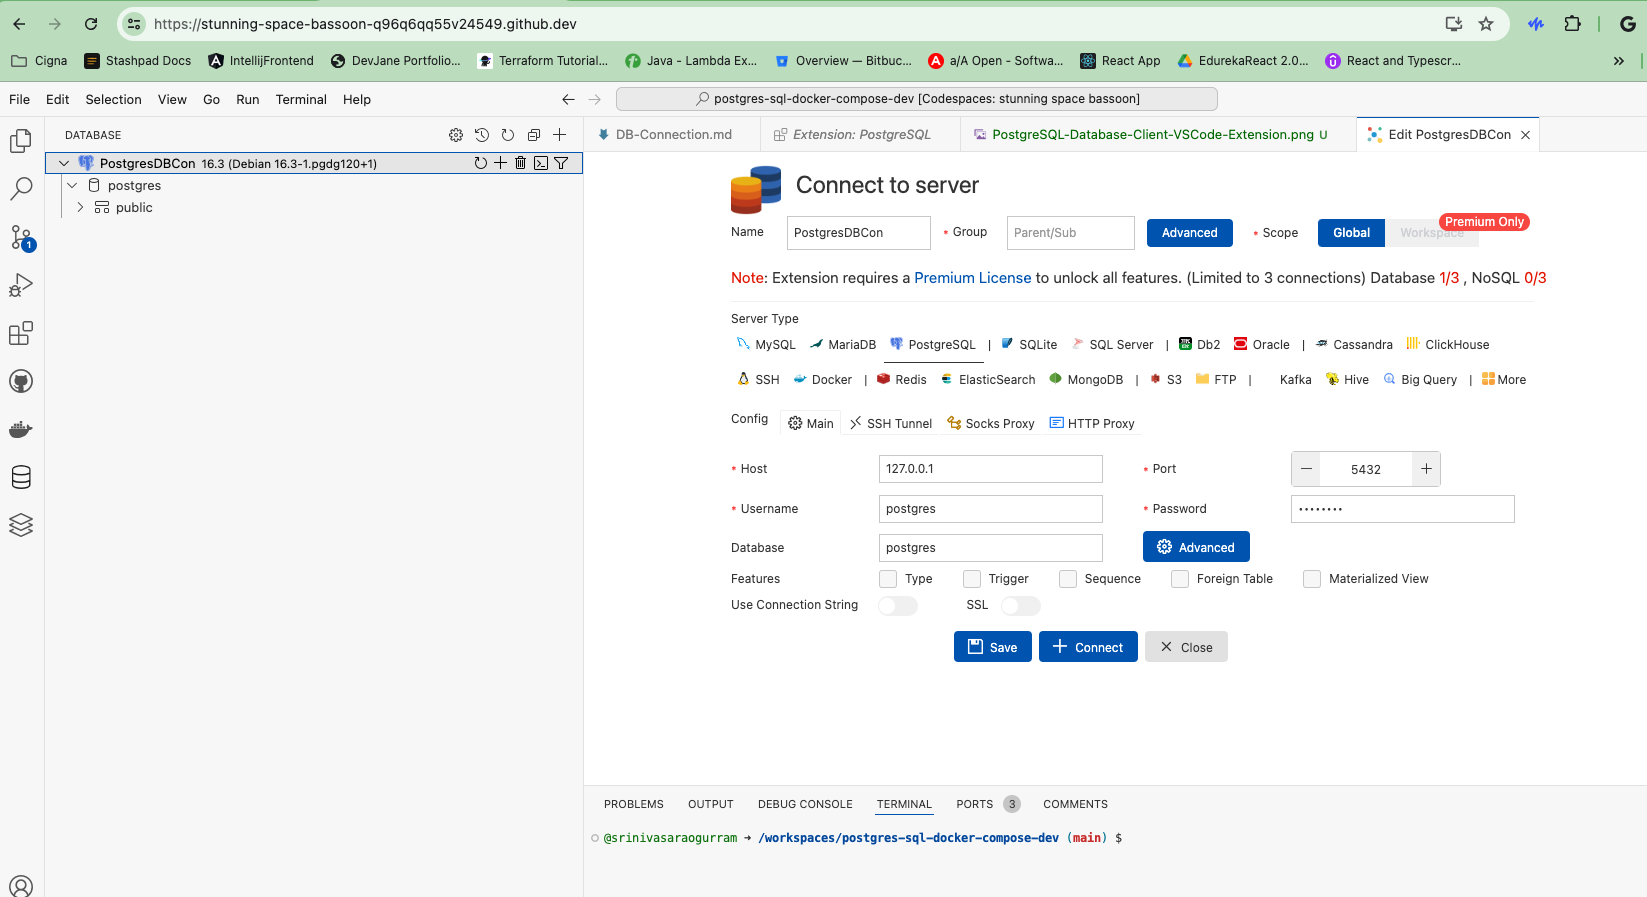 https://stunning-space-bassoon-q96q6qq55v24549.github.dev
Cigna Stashpad Docs IntellijFrontend DevJane Portfolio... Terraform Tutorial... Java - Lambda Ex... Overview — Bitbuc... a/A Open - Softwa... React App EdurekaReact 2.0... React and Typescr... »
File Edit Selection View Go Run Terminal Help
postgres-sql-docker-compose-dev [Codespaces: stunning space bassoon]
DATABASE
PostgresDBCon 16.3 (Debian 16.3-1.pgdg120+1)
postgres
public
1
DB-Connection.md Extension: PostgreSQL PostgreSQL-Database-Client-VSCode-Extension.png U Edit PostgresDBCon
Connect to server
Name PostgresDBCon * Group Parent/Sub Advanced * Scope Global Workspace Premium Only
Note: Extension requires a Premium License to unlock all features. (Limited to 3 connections) Database 1/3 , NoSQL 0/3
Server Type
MySQL MariaDB PostgreSQL | SQLite SQL Server | Db2 Oracle | Cassandra ClickHouse
SSH Docker | Redis ElasticSearch MongoDB | S3 FTP | Kafka Hive Big Query | More
Config Main SSH Tunnel Socks Proxy HTTP Proxy
* Host 127.0.0.1 * Port 5432
* Username postgres * Password ••••••••
Database postgres Advanced
Features Type Trigger Sequence Foreign Table Materialized View
Use Connection String SSL
Save Connect Close
PROBLEMS OUTPUT DEBUG CONSOLE TERMINAL PORTS 3 COMMENTS
@srinivasaraogurram → /workspaces/postgres-sql-docker-compose-dev (main) $